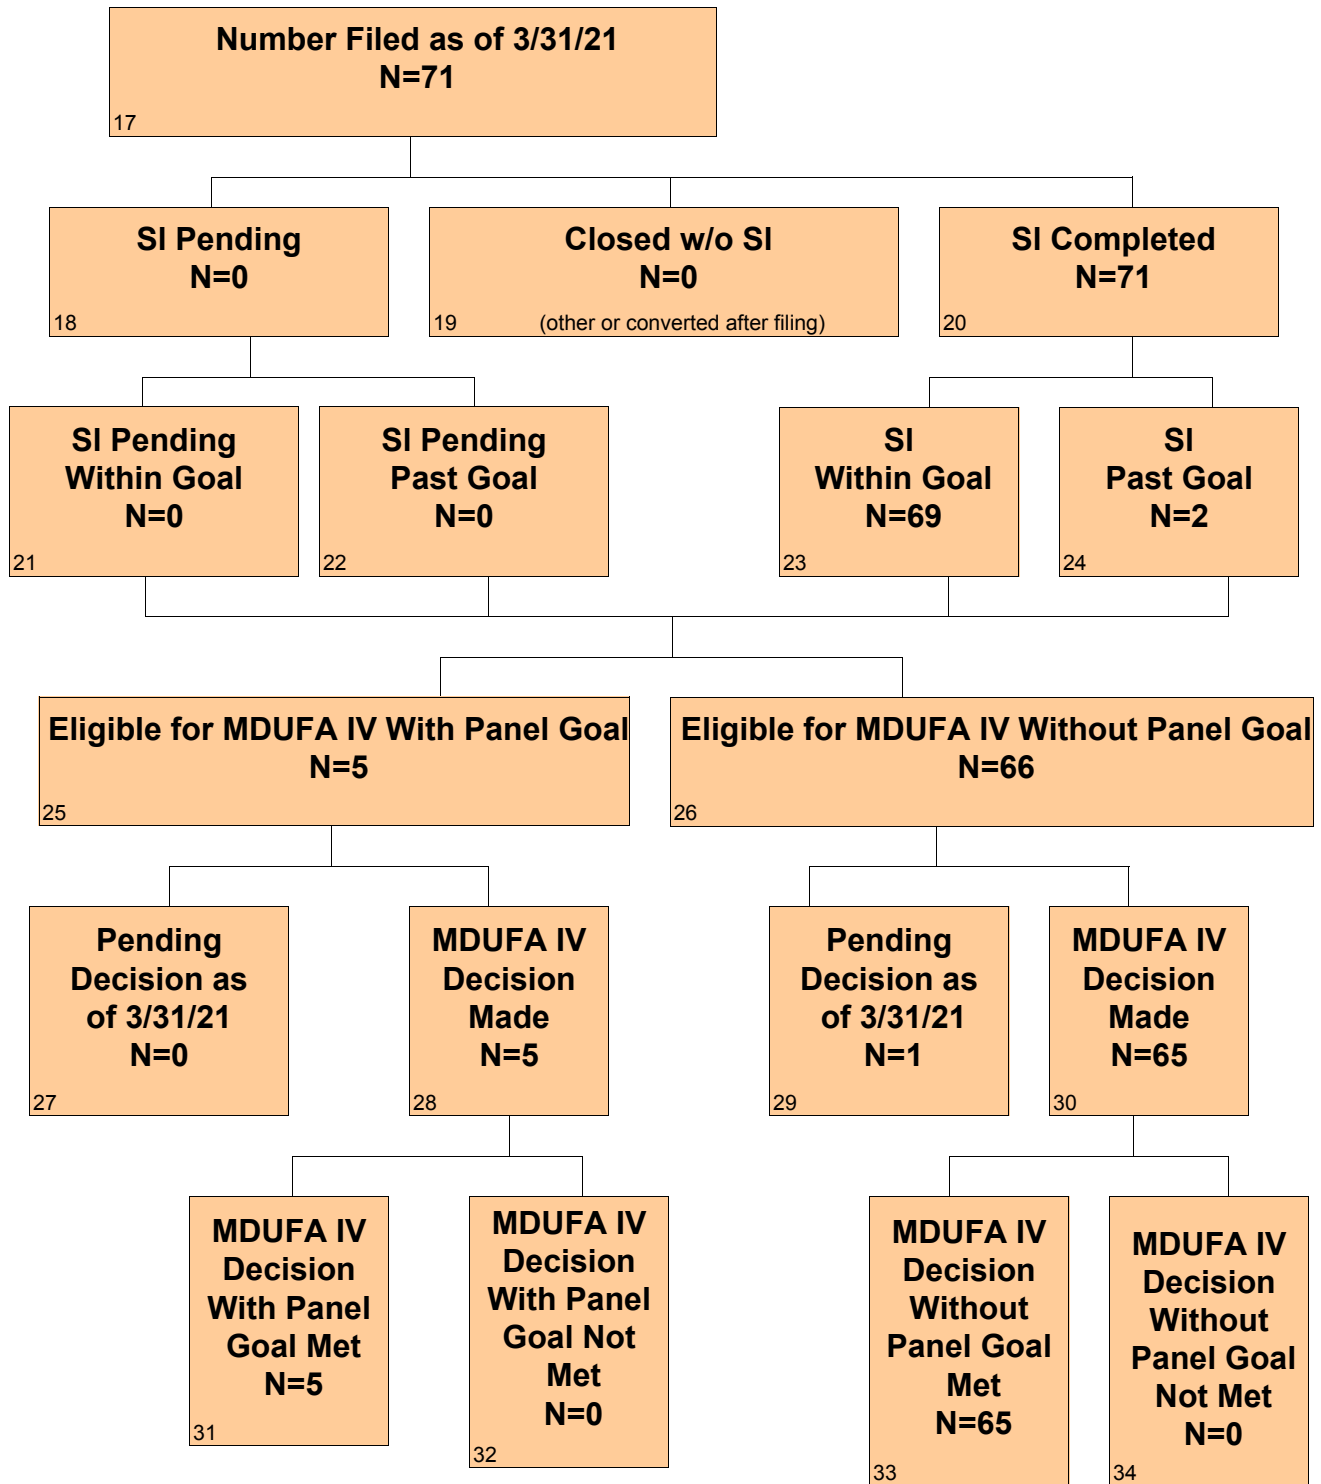 Number Filed as of 3/31/21
N=71
17
SI Pending
N=0
18
Closed w/o SI
N=0
19 (other or converted after filing)
SI Completed
N=71
20
SI Pending
Within Goal
N=0
21
SI Pending
Past Goal
N=0
22
SI
Within Goal
N=69
23
SI
Past Goal
N=2
24
Eligible for MDUFA IV With Panel Goal
N=5
25
Eligible for MDUFA IV Without Panel Goal
N=66
26
Pending
Decision as
of 3/31/21
N=0
27
MDUFA IV
Decision
Made
N=5
28
Pending
Decision as
of 3/31/21
N=1
29
MDUFA IV
Decision
Made
N=65
30
MDUFA IV
Decision
With Panel
Goal Met
N=5
31
MDUFA IV
Decision
With Panel
Goal Not
Met
N=0
32
MDUFA IV
Decision
Without
Panel Goal
Met
N=65
33
MDUFA IV
Decision
Without
Panel Goal
Not Met
N=0
34